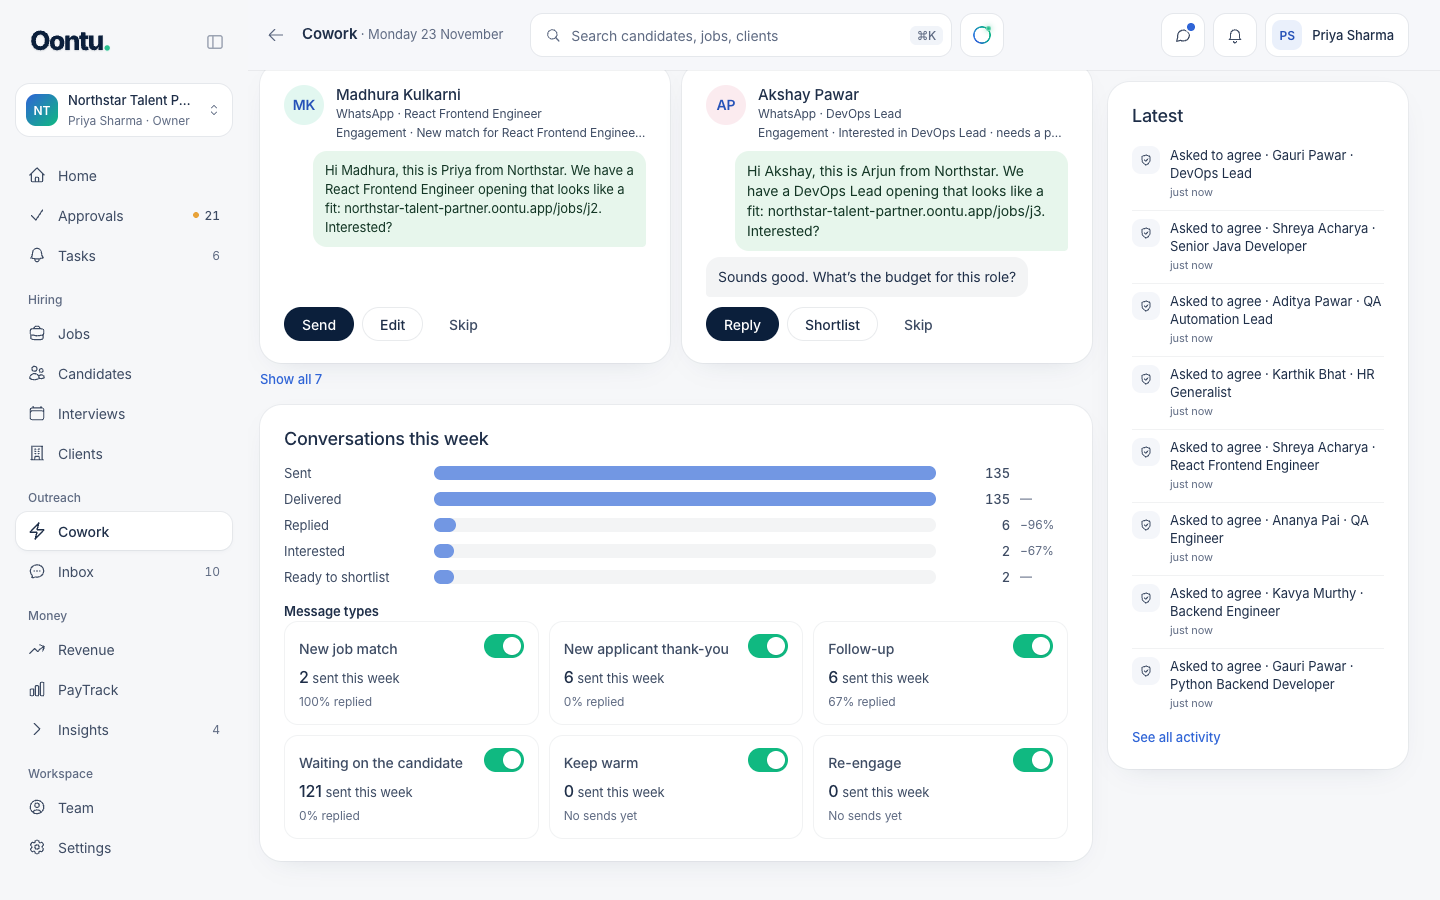 Oontu.
Northstar Talent P...
Priya Sharma · Owner
NT
Home
Approvals
21
Tasks
6
Hiring
Jobs
Candidates
Interviews
Clients
Outreach
Cowork
Inbox
10
Money
Revenue
PayTrack
Insights
4
Workspace
Team
Settings
Cowork · Monday 23 November
Search candidates, jobs, clients
⌘K
PS
Priya Sharma
MK
Madhura Kulkarni
WhatsApp · React Frontend Engineer
Engagement · New match for React Frontend Enginee...
Hi Madhura, this is Priya from Northstar. We have a
React Frontend Engineer opening that looks like a
fit: northstar-talent-partner.oontu.app/jobs/j2.
Interested?
Send
Edit
Skip
AP
Akshay Pawar
WhatsApp · DevOps Lead
Engagement · Interested in DevOps Lead · needs a p...
Hi Akshay, this is Arjun from Northstar. We
have a DevOps Lead opening that looks like a
fit: northstar-talent-partner.oontu.app/jobs/j3.
Interested?
Sounds good. What's the budget for this role?
Reply
Shortlist
Skip
Show all 7
Conversations this week
Sent
135
Delivered
135 —
Replied
6 −96%
Interested
2 −67%
Ready to shortlist
2 —
Message types
New job match
2 sent this week
100% replied
New applicant thank-you
6 sent this week
0% replied
Follow-up
6 sent this week
67% replied
Waiting on the candidate
121 sent this week
0% replied
Keep warm
0 sent this week
No sends yet
Re-engage
0 sent this week
No sends yet
Latest
Asked to agree · Gauri Pawar ·
DevOps Lead
just now
Asked to agree · Shreya Acharya ·
Senior Java Developer
just now
Asked to agree · Aditya Pawar · QA
Automation Lead
just now
Asked to agree · Karthik Bhat · HR
Generalist
just now
Asked to agree · Shreya Acharya ·
React Frontend Engineer
just now
Asked to agree · Ananya Pai · QA
Engineer
just now
Asked to agree · Kavya Murthy ·
Backend Engineer
just now
Asked to agree · Gauri Pawar ·
Python Backend Developer
just now
See all activity